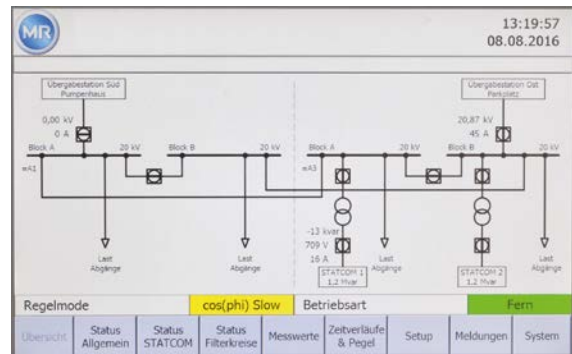 MR
13:19:57
08.08.2016
Übergabestation Süd
Pumpenhaus
Übergabestation Ost
Parkplatz
0,00 kV
0 A
20,87 kV
45 A
Block A
20 kV
Block B
20 kV
Block A
20 kV
Block B
20 kV
mA1
mA3
-13 kvar
709 V
16 A
Last
Abgänge
Last
Abgänge
Last
Abgänge
Last
Abgänge
STATCOM 1
1,2 Mvar
STATCOM 2
1,2 Mvar
Regelmode
cos(phi) Slow
Betriebsart
Fern
Übersicht
Status
Allgemein
Status
STATCOM
Status
Filterkreise
Messwerte
Zeitverläufe
& Pegel
Setup
Meldungen
System